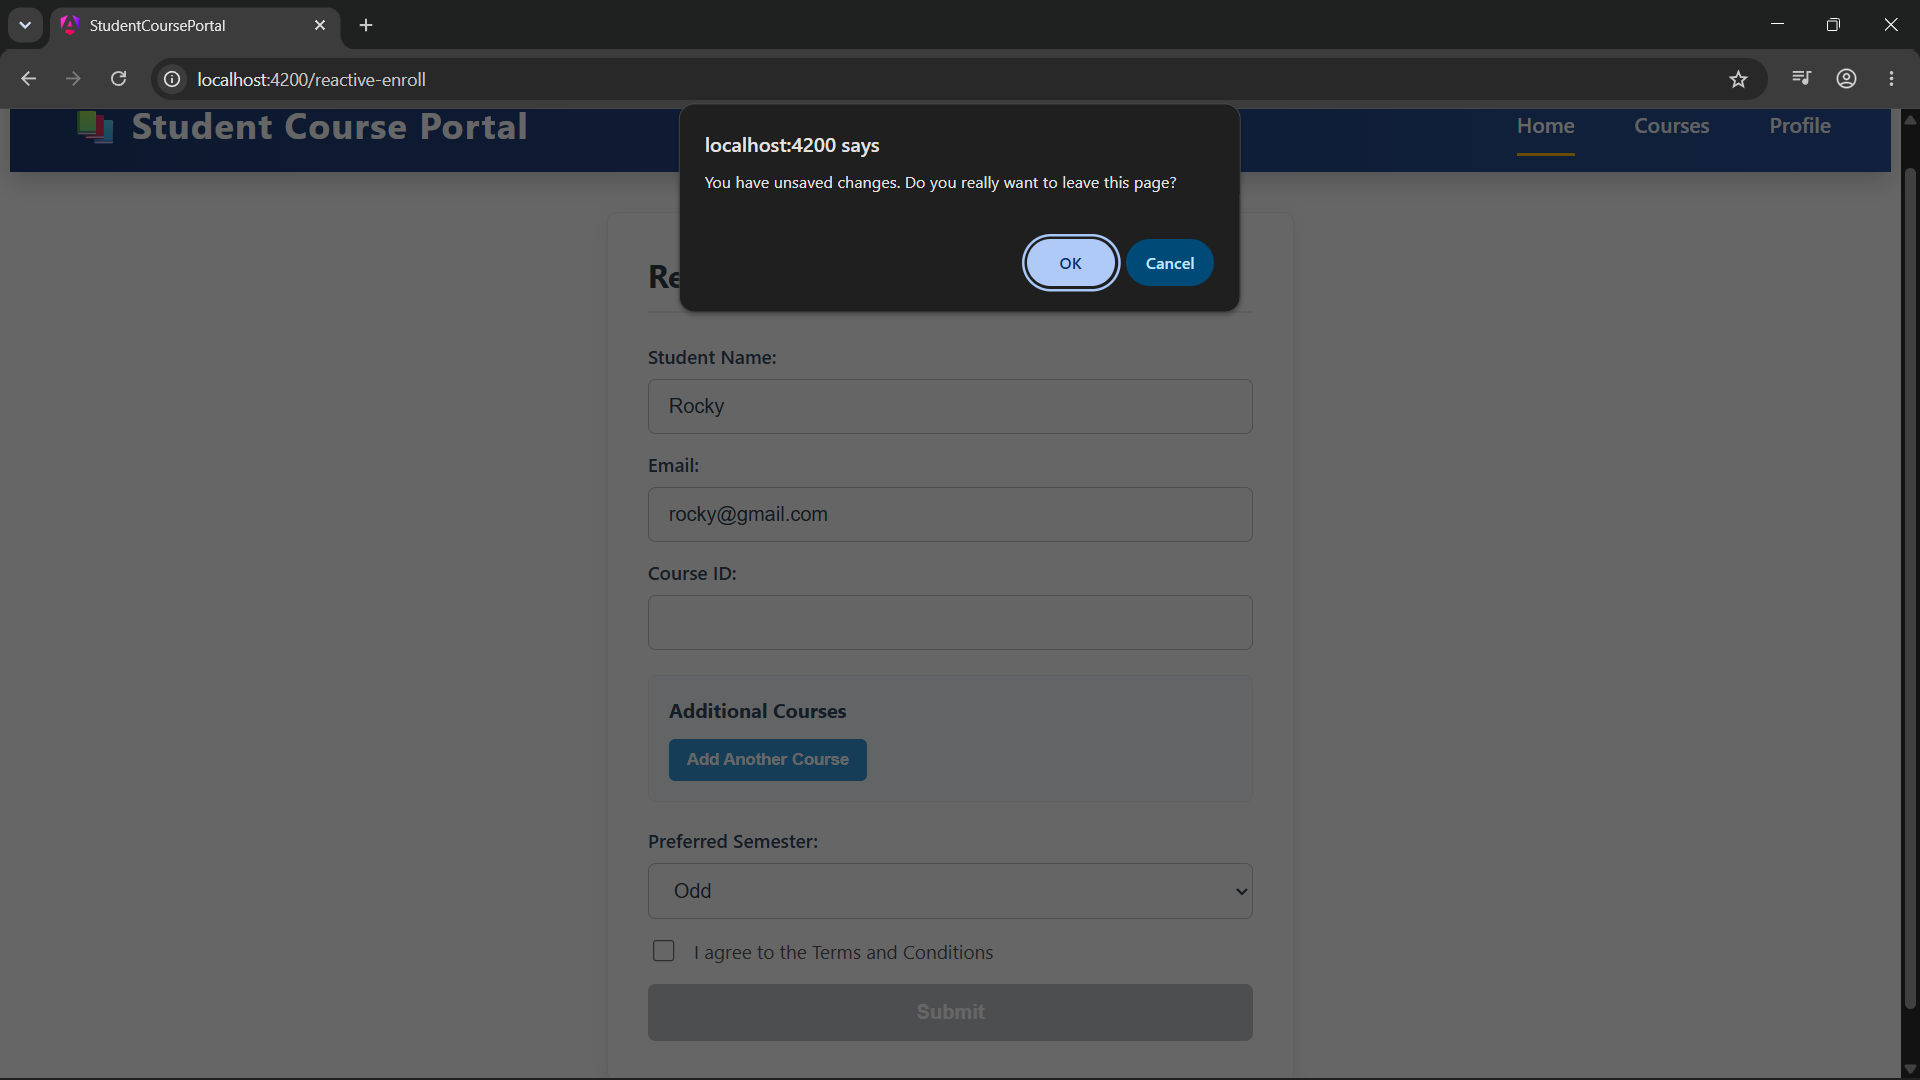 StudentCoursePortal
localhost:4200/reactive-enroll
Student Course Portal
Home
Courses
Profile
localhost:4200 says
You have unsaved changes. Do you really want to leave this page?
OK
Cancel
Re
Student Name:
Rocky
Email:
rocky@gmail.com
Course ID:
Additional Courses
Add Another Course
Preferred Semester:
Odd
I agree to the Terms and Conditions
Submit